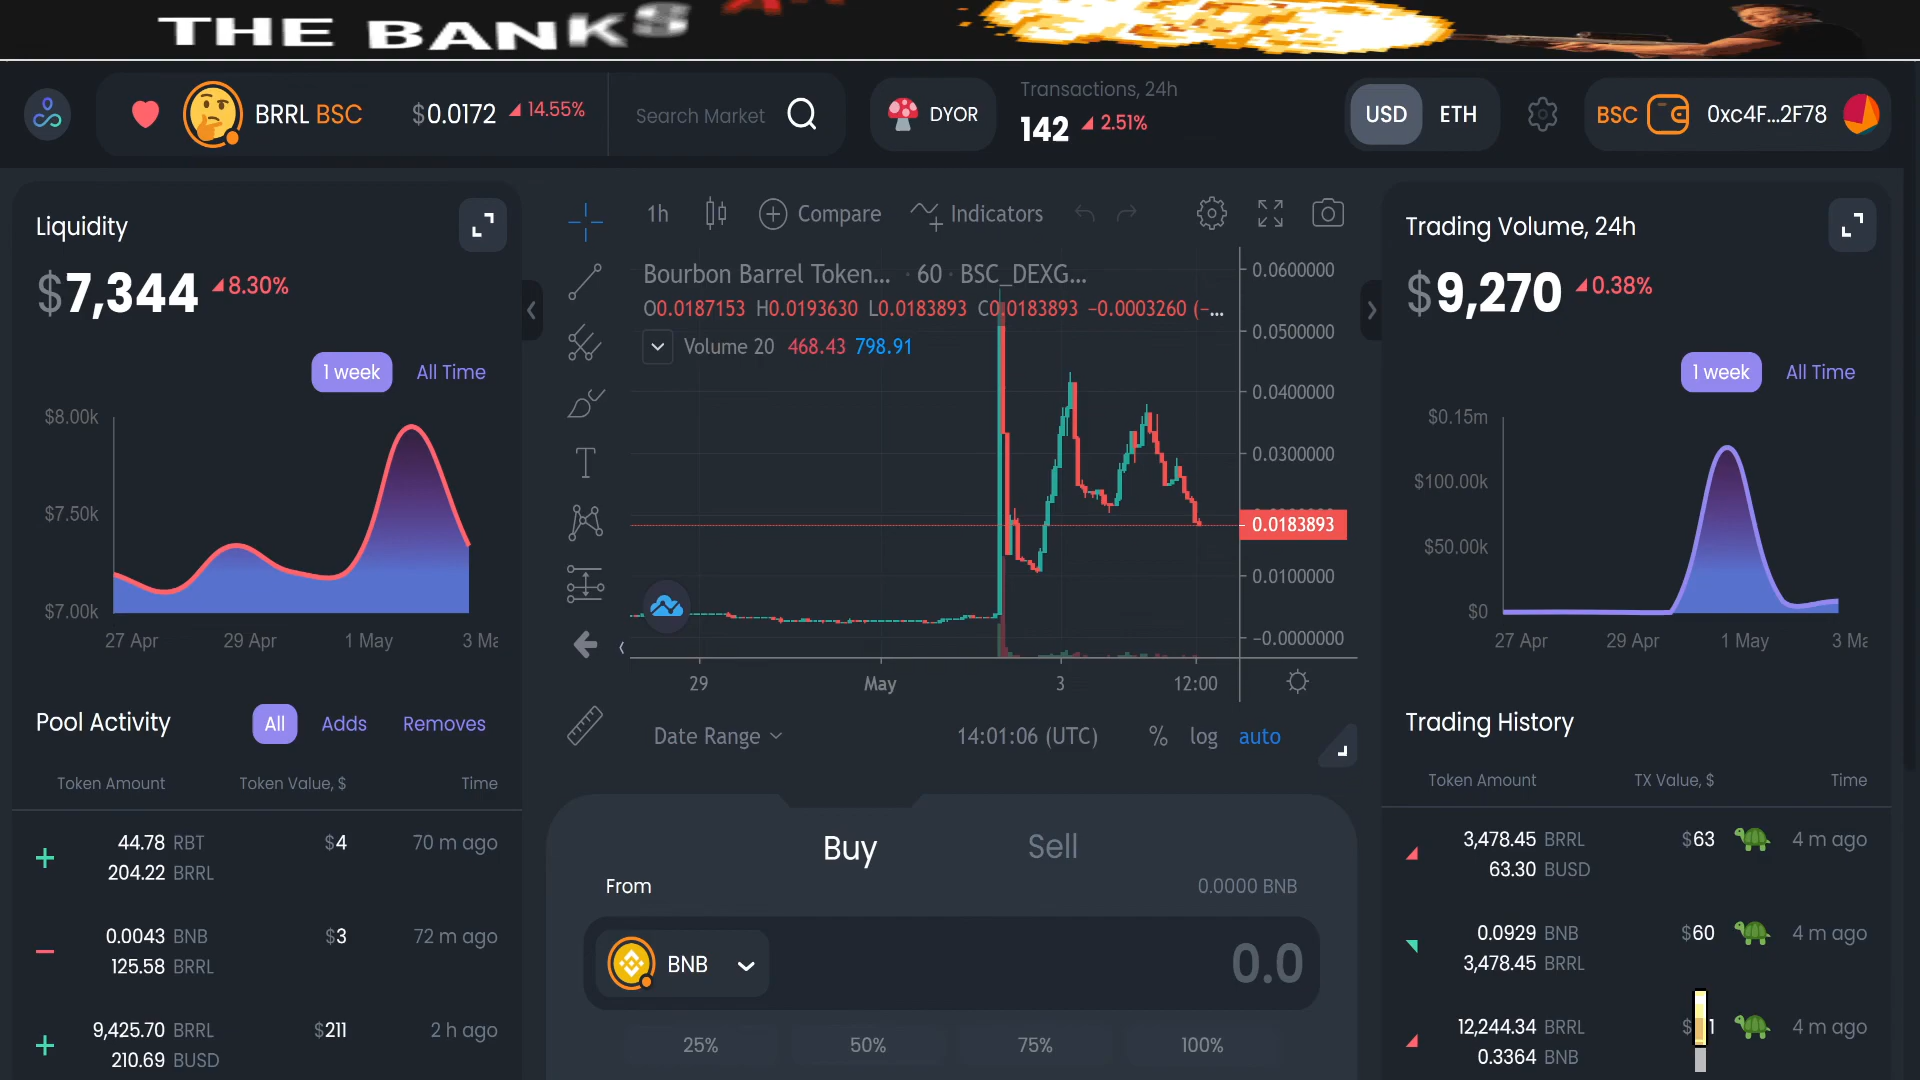 THE BANKS
BRRL BSC
$0.0172
14.55%
Search Market
DYOR
Transactions, 24h
142
2.51%
USD
ETH
BSC
0xc4F...2F78
Liquidity
$7,344
8.30%
1 week
All Time
$8.00k
$7.50k
$7.00k
27 Apr
29 Apr
1 May
Pool Activity
All
Adds
Removes
Token Amount
Token Value, $
Time
44.78 RBT
204.22 BRRL
$4
70 m ago
0.0043 BNB
125.58 BRRL
$3
72 m ago
9,425.70 BRRL
210.69 BUSD
$211
2 h ago
1h
Compare
Indicators
Bourbon Barrel Token... · 60 · BSC_DEXG...
O0.0187153 H0.0193630 L0.0183893 C0.0183893 −0.0003260 (−...
Volume 20 468.43 798.91
0.0600000
0.0500000
0.0400000
0.0300000
0.0183893
0.0100000
−0.0000000
29
May
3
12:00
Date Range
14:01:06 (UTC)
%
log
auto
Buy
Sell
From
0.0000 BNB
BNB
0.0
25%
50%
75%
100%
Trading Volume, 24h
$9,270
0.38%
1 week
All Time
$0.15m
$100.00k
$50.00k
$0
27 Apr
29 Apr
1 May
Trading History
Token Amount
TX Value, $
Time
3,478.45 BRRL
63.30 BUSD
$63
4 m ago
0.0929 BNB
3,478.45 BRRL
$60
4 m ago
12,244.34 BRRL
0.3364 BNB
4 m ago